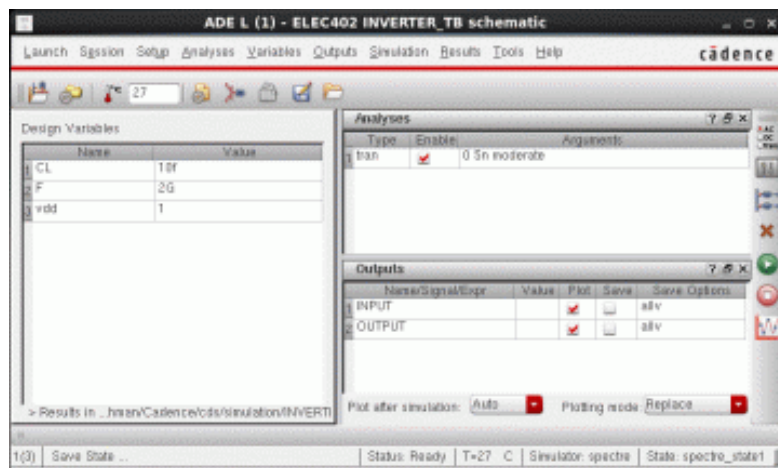 ADE L (1) - ELEC402 INVERTER_TB schematic
Launch Session Setup Analyses Variables Outputs Simulation Results Tools Help cādence
27
Design Variables
Name Value
1 CL 10f
2 F 2G
3 vdd 1
> Results in ...hman/Cadence/cds/simulation/INVERTI
Analyses
Type Enable Arguments
1 tran 0 5n moderate
Outputs
Name/Signal/Expr Value Plot Save Save Options
1 INPUT allv
2 OUTPUT allv
Plot after simulation: Auto Plotting mode: Replace
1(3) Save State ... Status: Ready T=27 C Simulator: spectre State: spectre_state1